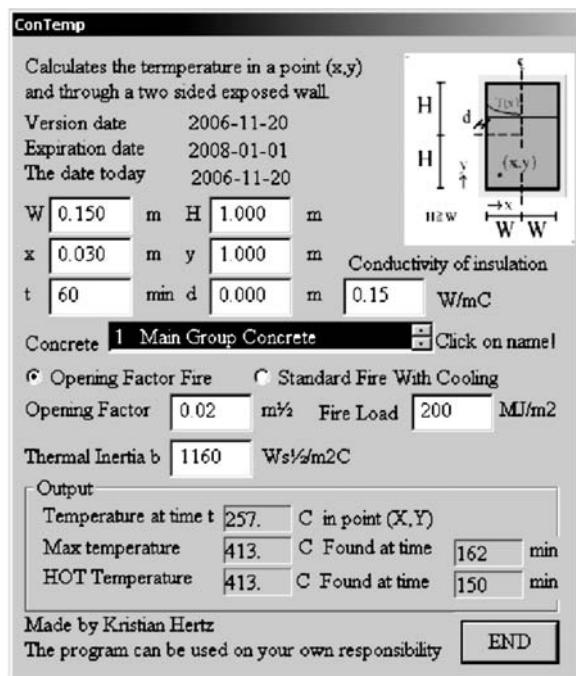 ConTemp
Calculates the termperature in a point (x,y)
and through a two sided exposed wall.
Version date 2006-11-20
Expiration date 2008-01-01
The date today 2006-11-20
℄
H
T(x)
d
H
(x,y)
y
→x
H≧W
W W
W 0.150 m H 1.000 m
x 0.030 m y 1.000 m
Conductivity of insulation
t 60 min d 0.000 m 0.15 W/mC
Concrete 1 Main Group Concrete Click on name!
Opening Factor Fire Standard Fire With Cooling
Opening Factor 0.02 m½ Fire Load 200 MJ/m2
Thermal Inertia b 1160 Ws½/m2C
Output
Temperature at time t 257. C in point (X,Y)
Max temperature 413. C Found at time 162 min
HOT Temperature 413. C Found at time 150 min
Made by Kristian Hertz
The program can be used on your own responsibility
END